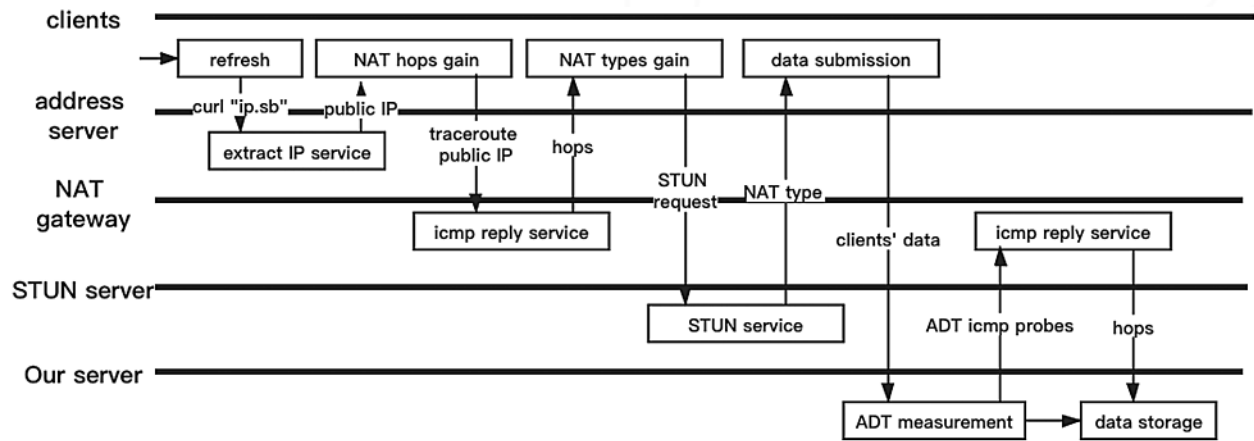 clients
refresh
NAT hops gain
NAT types gain
data submission
curl "ip.sb"
public IP
address
server
extract IP service
traceroute
public IP
hops
NAT
gateway
STUN
request
NAT type
icmp reply service
clients' data
icmp reply service
STUN server
STUN service
ADT icmp probes
hops
Our server
ADT measurement
data storage